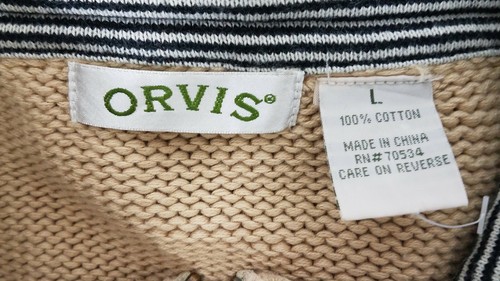 ORVIS®
L
100% COTTON
MADE IN CHINA
RN# 70534
CARE ON REVERSE